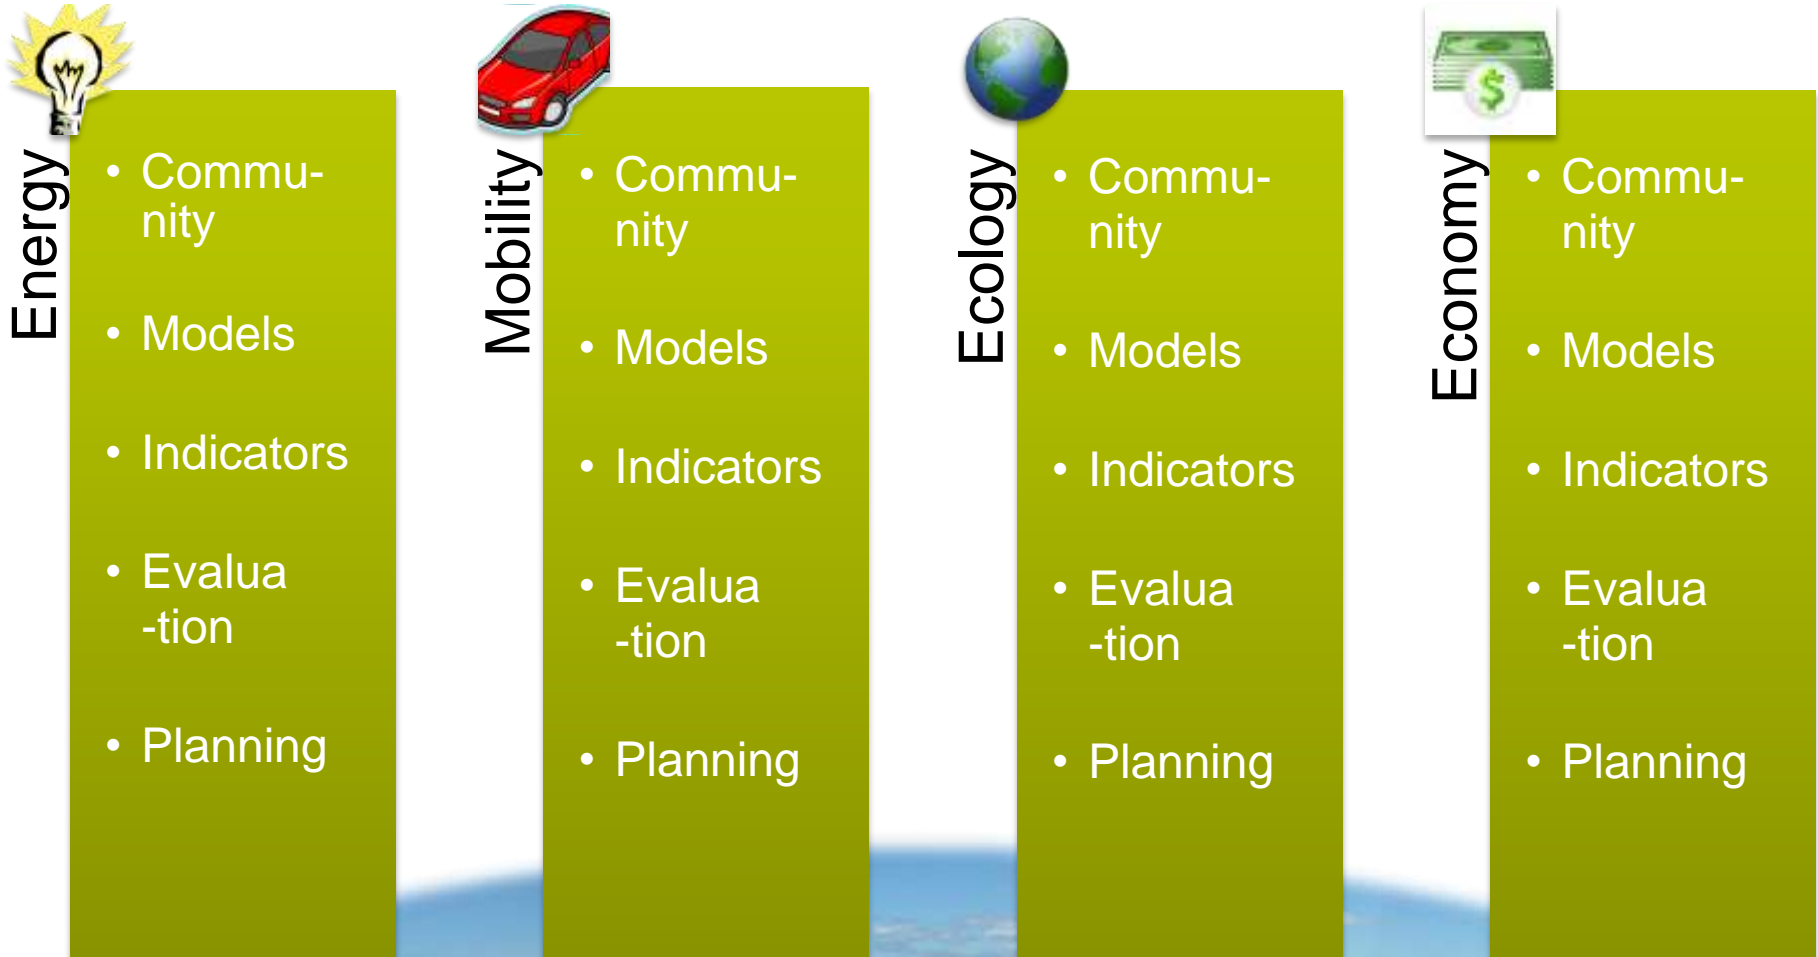 Energy
• Commu-
nity
• Models
• Indicators
• Evalua
-tion
• Planning
Mobility
• Commu-
nity
• Models
• Indicators
• Evalua
-tion
• Planning
Ecology
• Commu-
nity
• Models
• Indicators
• Evalua
-tion
• Planning
Economy
$
• Commu-
nity
• Models
• Indicators
• Evalua
-tion
• Planning